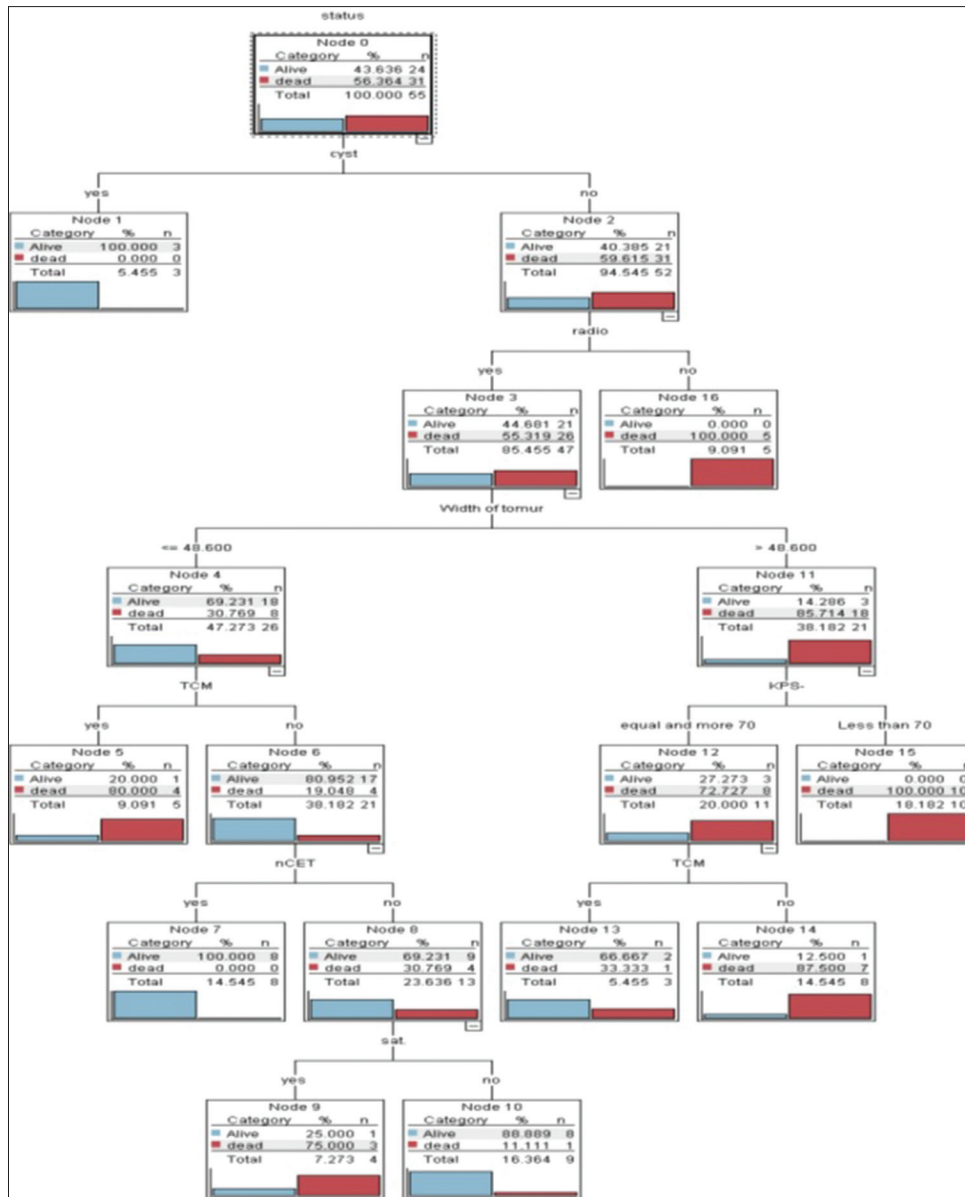 status
Node 0
Category % n
Alive 43.636 24
dead 56.364 31
Total 100.000 55
cyst
yes
no
Node 1
Category % n
Alive 100.000 3
dead 0.000 0
Total 5.455 3
Node 2
Category % n
Alive 40.385 21
dead 59.615 31
Total 94.545 52
radio
yes
no
Node 3
Category % n
Alive 44.681 21
dead 55.319 26
Total 85.455 47
Node 16
Category % n
Alive 0.000 0
dead 100.000 5
Total 9.091 5
Width of tomur
<= 48.600
> 48.600
Node 4
Category % n
Alive 69.231 18
dead 30.769 8
Total 47.273 26
Node 11
Category % n
Alive 14.286 3
dead 85.714 18
Total 38.182 21
TCM
KPS-
yes
no
equal and more 70
Less than 70
Node 5
Category % n
Alive 20.000 1
dead 80.000 4
Total 9.091 5
Node 6
Category % n
Alive 80.952 17
dead 19.048 4
Total 38.182 21
Node 12
Category % n
Alive 27.273 3
dead 72.727 8
Total 20.000 11
Node 15
Category % n
Alive 0.000 0
dead 100.000 10
Total 18.182 10
nCET
TCM
yes
no
yes
no
Node 7
Category % n
Alive 100.000 8
dead 0.000 0
Total 14.545 8
Node 8
Category % n
Alive 69.231 9
dead 30.769 4
Total 23.636 13
Node 13
Category % n
Alive 66.667 2
dead 33.333 1
Total 5.455 3
Node 14
Category % n
Alive 12.500 1
dead 87.500 7
Total 14.545 8
sat.
yes
no
Node 9
Category % n
Alive 25.000 1
dead 75.000 3
Total 7.273 4
Node 10
Category % n
Alive 88.889 8
dead 11.111 1
Total 16.364 9